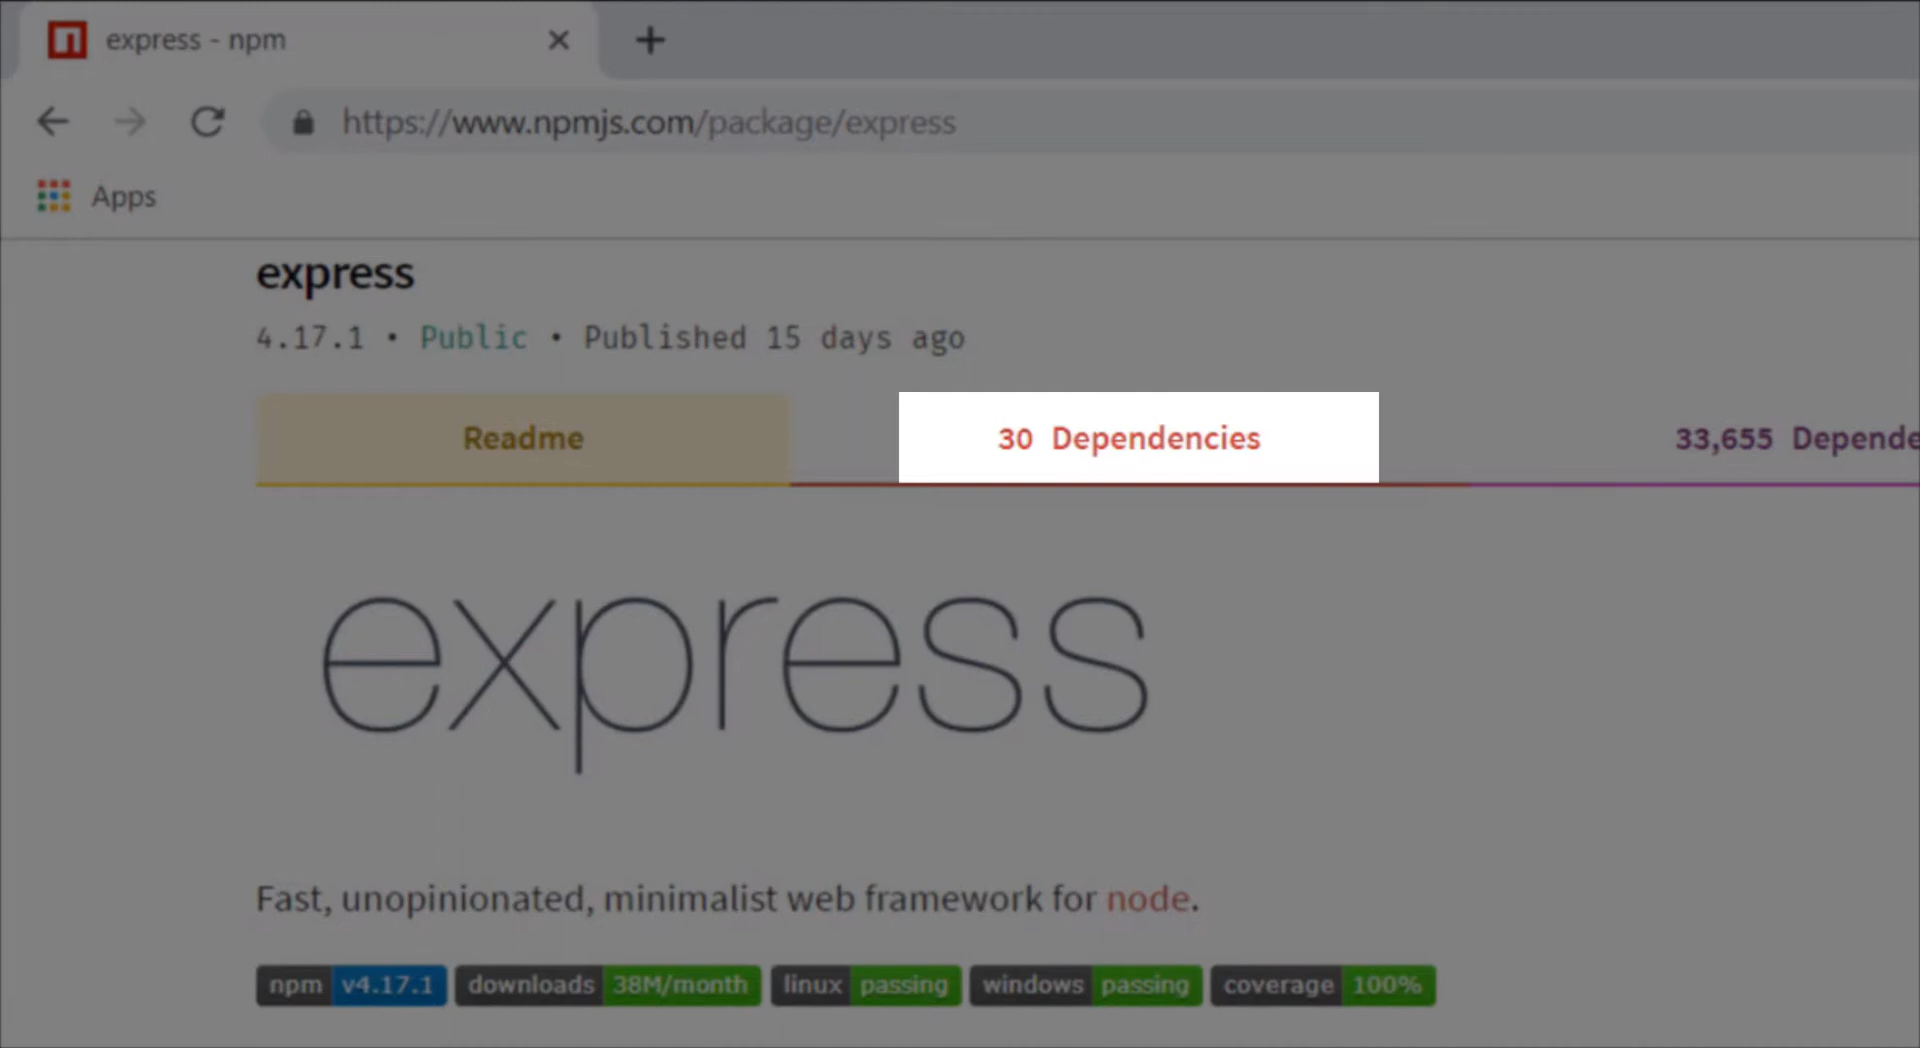 express - npm
https://www.npmjs.com/package/express
Apps
express
4.17.1 • Public • Published 15 days ago
Readme
30 Dependencies
33,655 Depende
express
Fast, unopinionated, minimalist web framework for node.
npm v4.17.1 downloads 38M/month linux passing windows passing coverage 100%